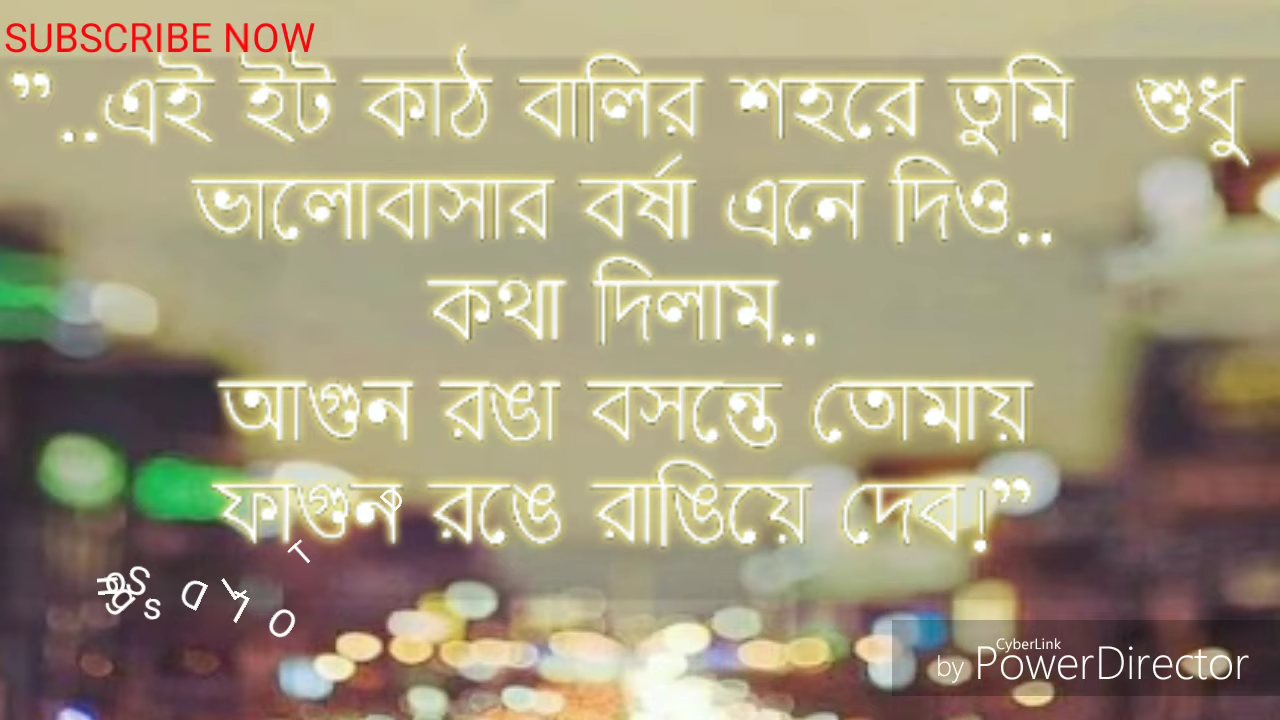 SUBSCRIBE NOW
”..এই ইট কাঠ বালির শহরে তুমি শুধু
ভালোবাসার বর্ষা এনে দিও..
কথা দিলাম..
আগুন রঙা বসন্তে তোমায়
ফাগুন রঙে রাঙিয়ে দেব!”
by CyberLink PowerDirector